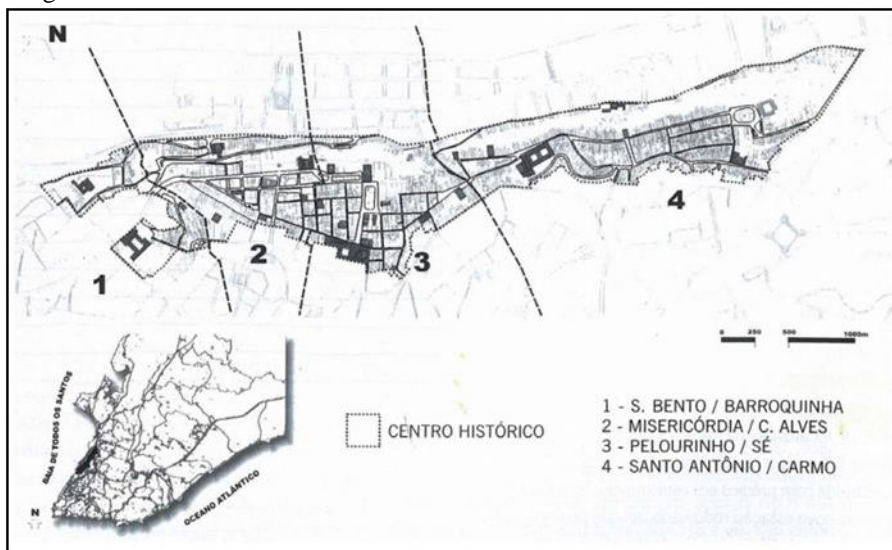 N
1
2
3
4
0 250 500 1000m
BAIA DE TODOS OS SANTOS
OCEANO ATLÂNTICO
N
CENTRO HISTÓRICO
1 - S. BENTO / BARROQUINHA
2 - MISERICÓRDIA / C. ALVES
3 - PELOURINHO / SÉ
4 - SANTO ANTÔNIO / CARMO